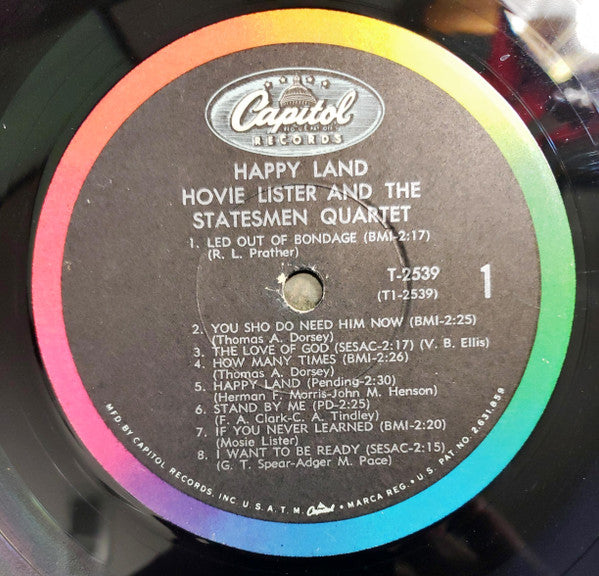 Capitol
REG. U.S. PAT. OFF.
RECORDS
HAPPY LAND
HOVIE LISTER AND THE
STATESMEN QUARTET
1. LED OUT OF BONDAGE (BMI-2:17)
(R. L. Prather)
T-2539
(T1-2539)
1
2. YOU SHO DO NEED HIM NOW (BMI-2:25)
(Thomas A. Dorsey)
3. THE LOVE OF GOD (SESAC-2:17) (V. B. Ellis)
4. HOW MANY TIMES (BMI-2:26)
(Thomas A. Dorsey)
5. HAPPY LAND (Pending-2:30)
(Herman F. Morris-John M. Henson)
6. STAND BY ME (PD-2:25)
(F. A. Clark-C. A. Tindley)
7. IF YOU NEVER LEARNED (BMI-2:20)
(Mosie Lister)
8. I WANT TO BE READY (SESAC-2:15)
(G. T. Spear-Adger M. Pace)
MFD. BY CAPITOL RECORDS, INC. U.S.A. T.M. Capitol • MARCA REG. • U.S. PAT. NO. 2,631,859